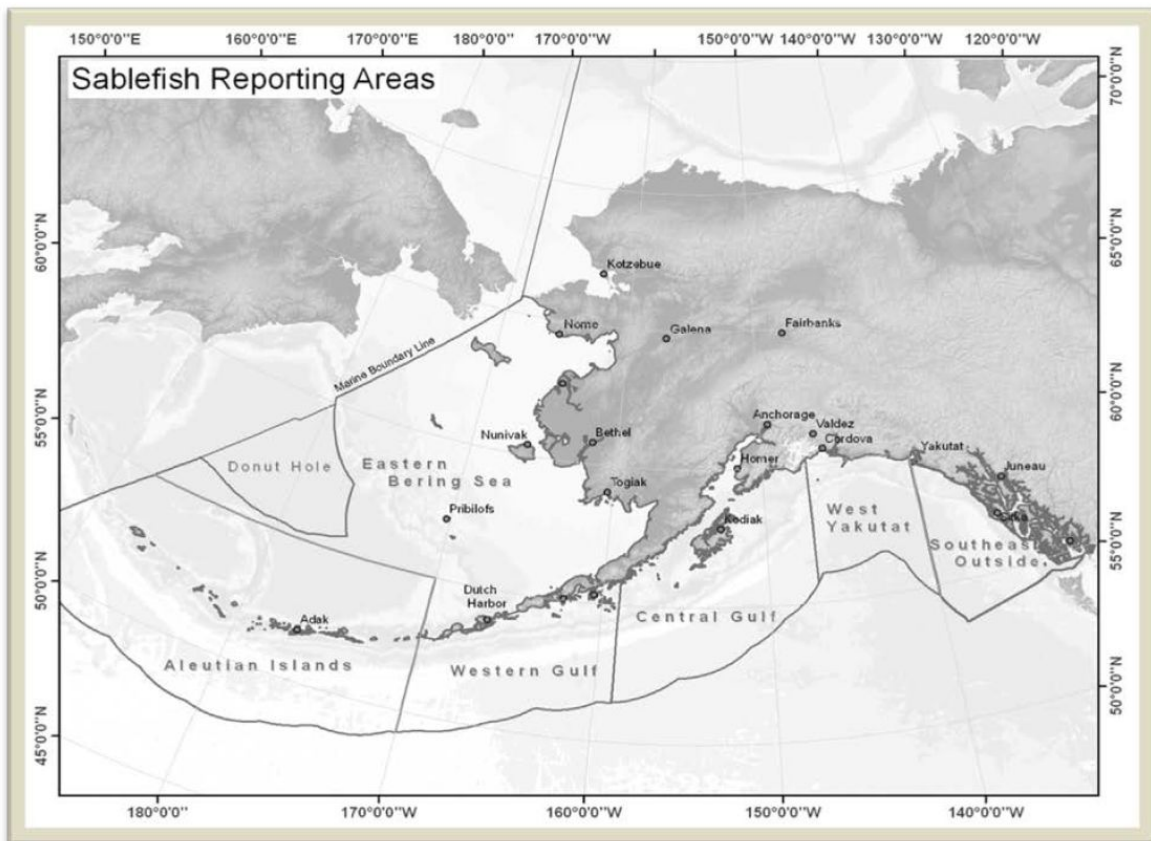 150°0'0"E 160°0'0"E 170°0'0"E 180°0'0" 170°0'0"W 150°0'0"W 140°0'0"W 130°0'0"W 120°0'0"W
Sablefish Reporting Areas
70°0'0"N
65°0'0"N
60°0'0"N
55°0'0"N
50°0'0"N
60°0'0"N
55°0'0"N
50°0'0"N
45°0'0"N
Kotzebue
Nome
Galena
Fairbanks
Marine Boundary Line
Anchorage
Valdez
Cordova
Nunivak
Bethel
Homer
Yakutat
Juneau
Donut Hole
Eastern
Bering Sea
Togiak
Pribilofs
Kodiak
West
Yakutat
Sitka
Southeast
Outside
Dutch
Harbor
Adak
Central Gulf
Aleutian Islands
Western Gulf
180°0'0" 170°0'0"W 160°0'0"W 150°0'0"W 140°0'0"W